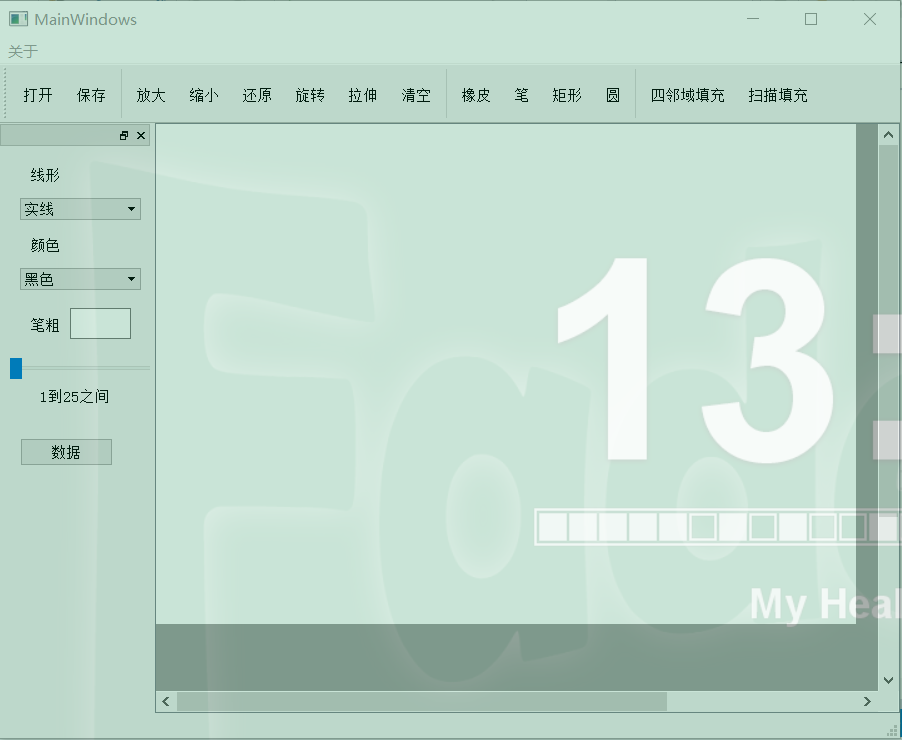 MainWindows
关于
打开 保存 放大 缩小 还原 旋转 拉伸 清空 橡皮 笔 矩形 圆 四邻域填充 扫描填充
线形
实线
颜色
黑色
笔粗
1到25之间
数据
13:
My Heal